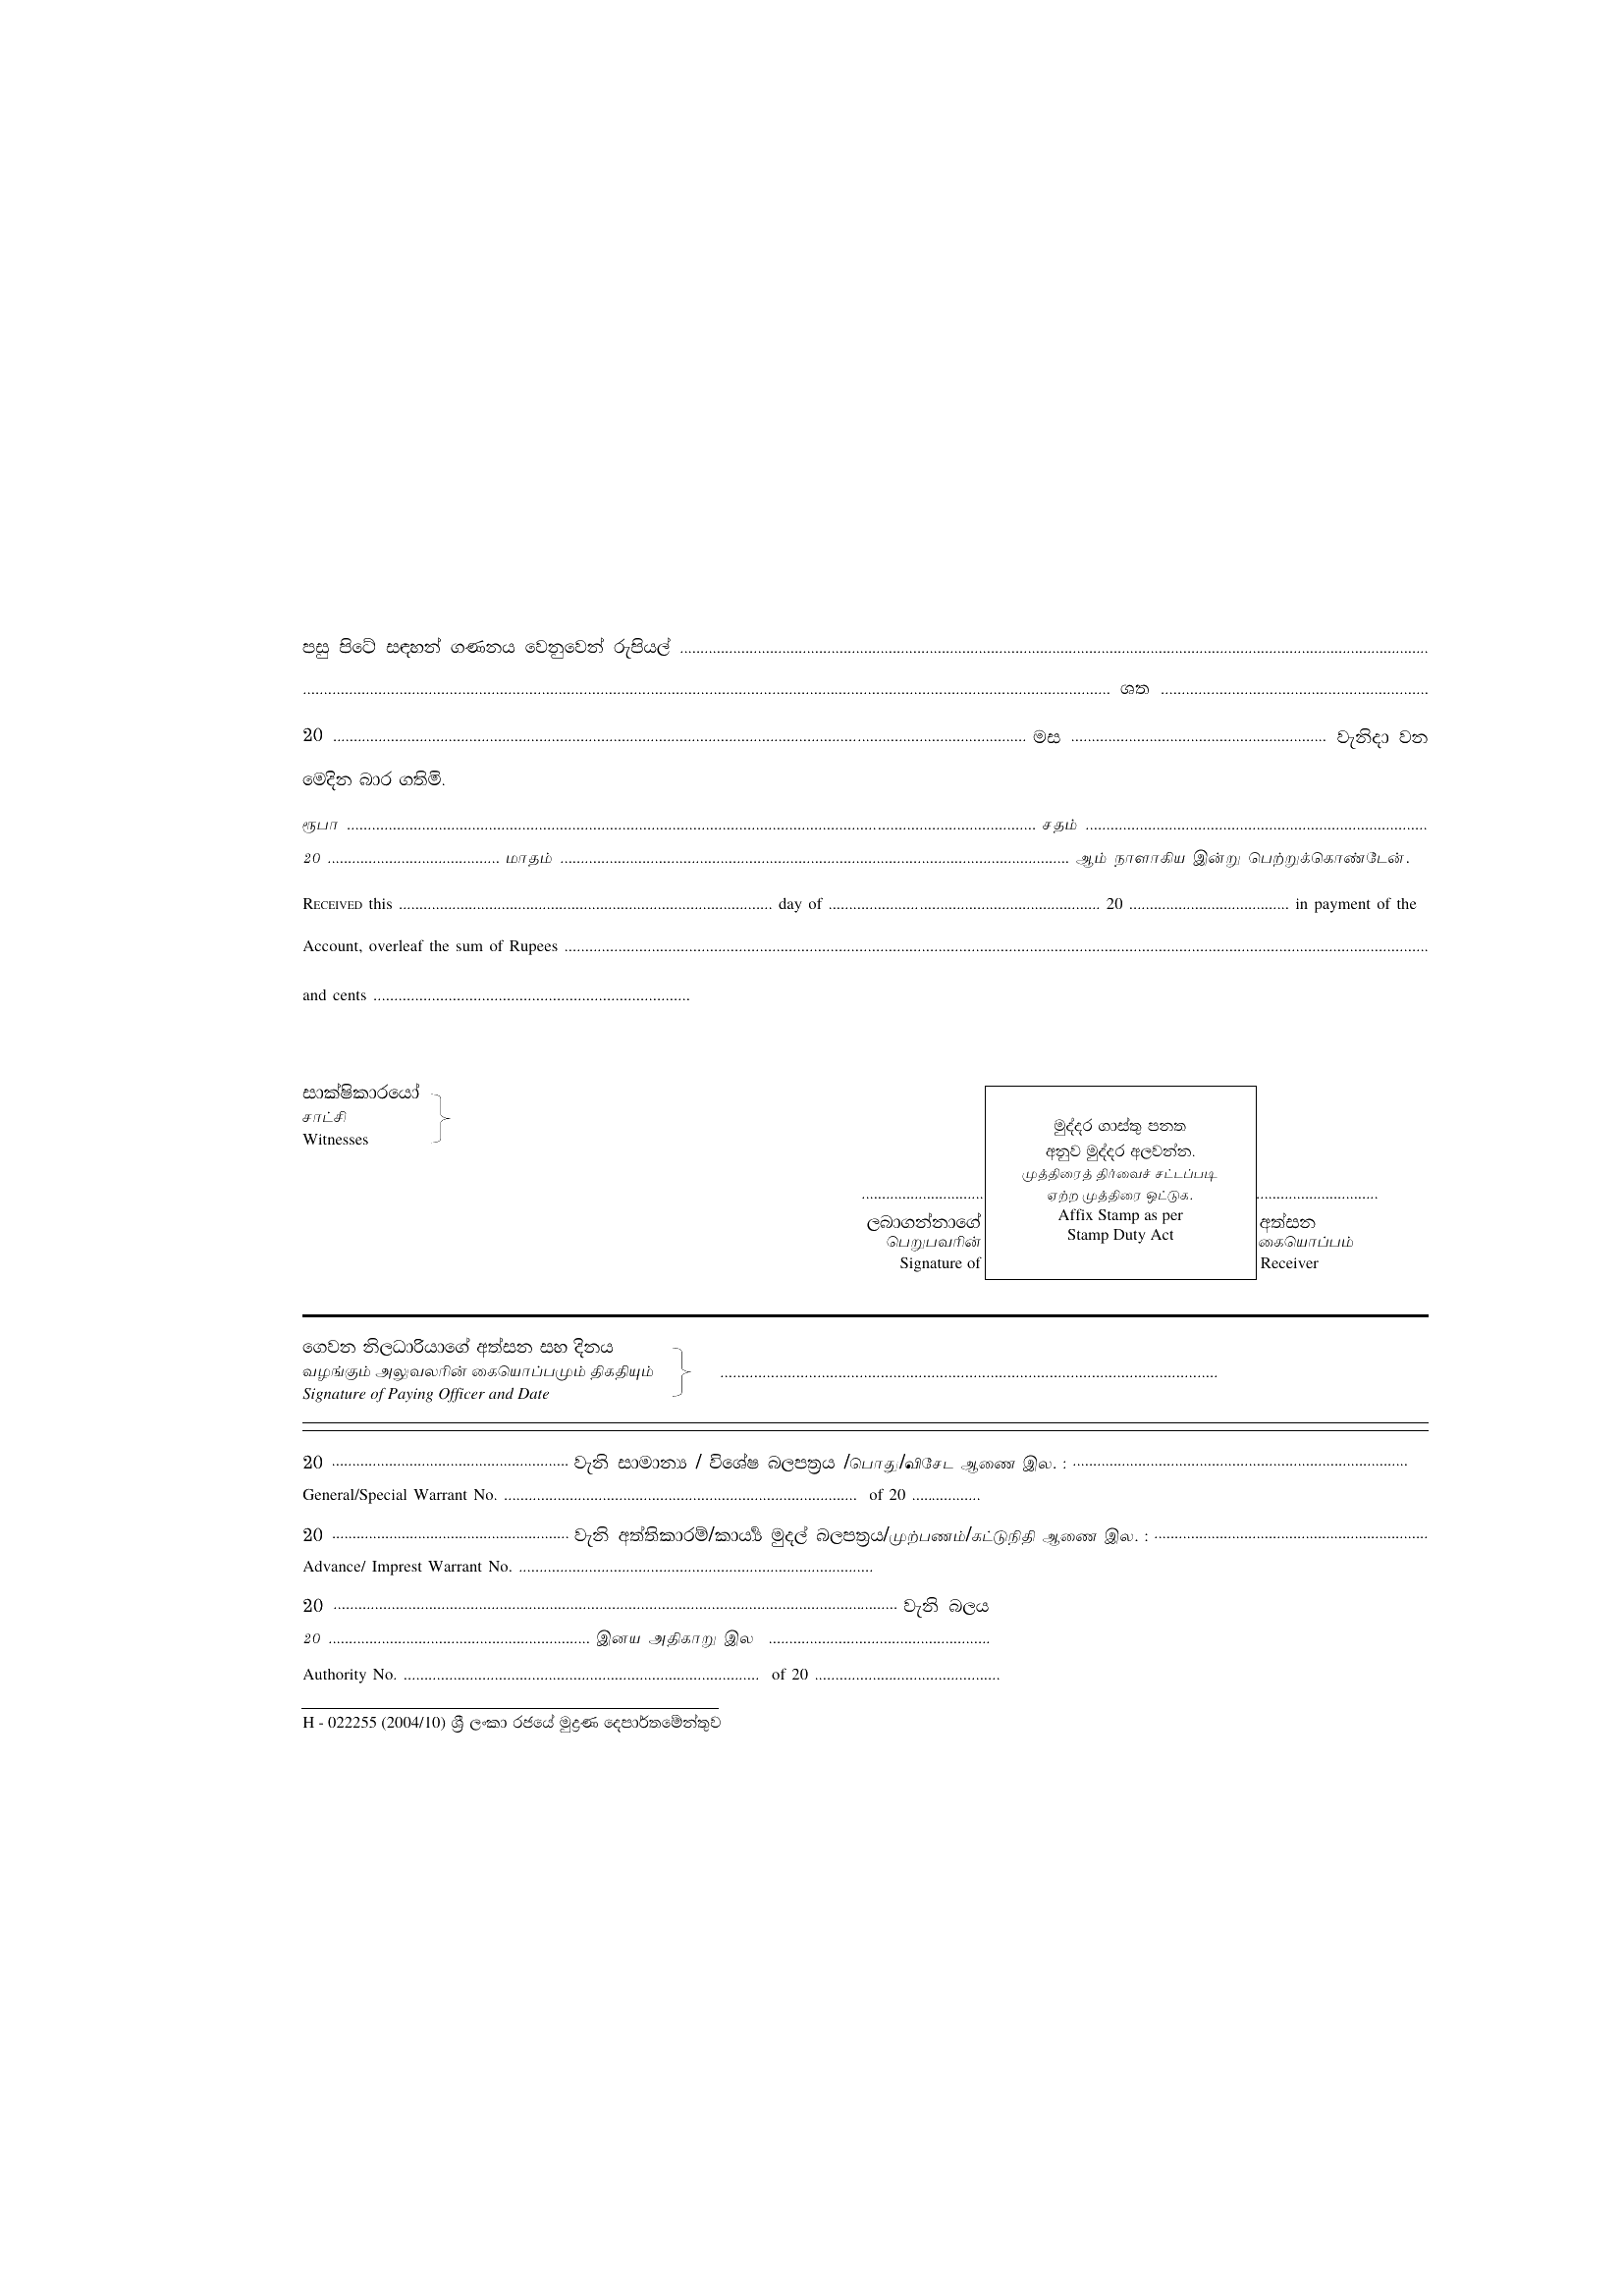 පසු පිටේ සඳහන් ගණනය වෙනුවෙන් රුපියල් ........................................
........................................ ශත ....................
20 ........................................ මස .................... වැනිදා වන
මෙදින බාර ගතිමි.
ரூபா ........................................ சதம் ....................
20 .................... மாதம் ........................................ ஆம் நாளாகிய இன்று பெற்றுக்கொண்டேன்.
RECEIVED this ........................................ day of .............................. 20 .................... in payment of the
Account, overleaf the sum of Rupees ........................................
and cents ........................................
සාක්ෂිකාරයෝ
சாட்சி
Witnesses
මුද්දර ගාස්තු පනත
අනුව මුද්දර අලවන්න.
முத்திரைத் தீர்வைச் சட்டப்படி
ஏற்ற முத்திரை ஒட்டுக.
Affix Stamp as per
Stamp Duty Act
.................... ....................
ලබාගන්නාගේ අත්සන
பெறுபவரின் கையொப்பம்
Signature of Receiver
ගෙවන නිලධාරියාගේ අත්සන සහ දිනය
வழங்கும் அலுவலரின் கையொப்பமும் திகதியும் ........................................
Signature of Paying Officer and Date
20 .................... වැනි සාමාන්‍ය / විශේෂ බලපත්‍රය /பொது/விசேட ஆணை இல. : ..............................
General/Special Warrant No. ........................................ of 20 ................
20 .................... වැනි අත්තිකාරම්/කාර්‍ය්‍ය මුදල් බලපත්‍රය/முற்பணம்/கட்டுநிதி ஆணை இல. : ..............................
Advance/ Imprest Warrant No. ........................................
20 ........................................ වැනි බලය
20 .............................. இனய அதிகாறு இல ....................
Authority No. ........................................ of 20 ....................
H - 022255 (2004/10) ශ්‍රී ලංකා රජයේ මුද්‍රණ දෙපාර්තමේන්තුව